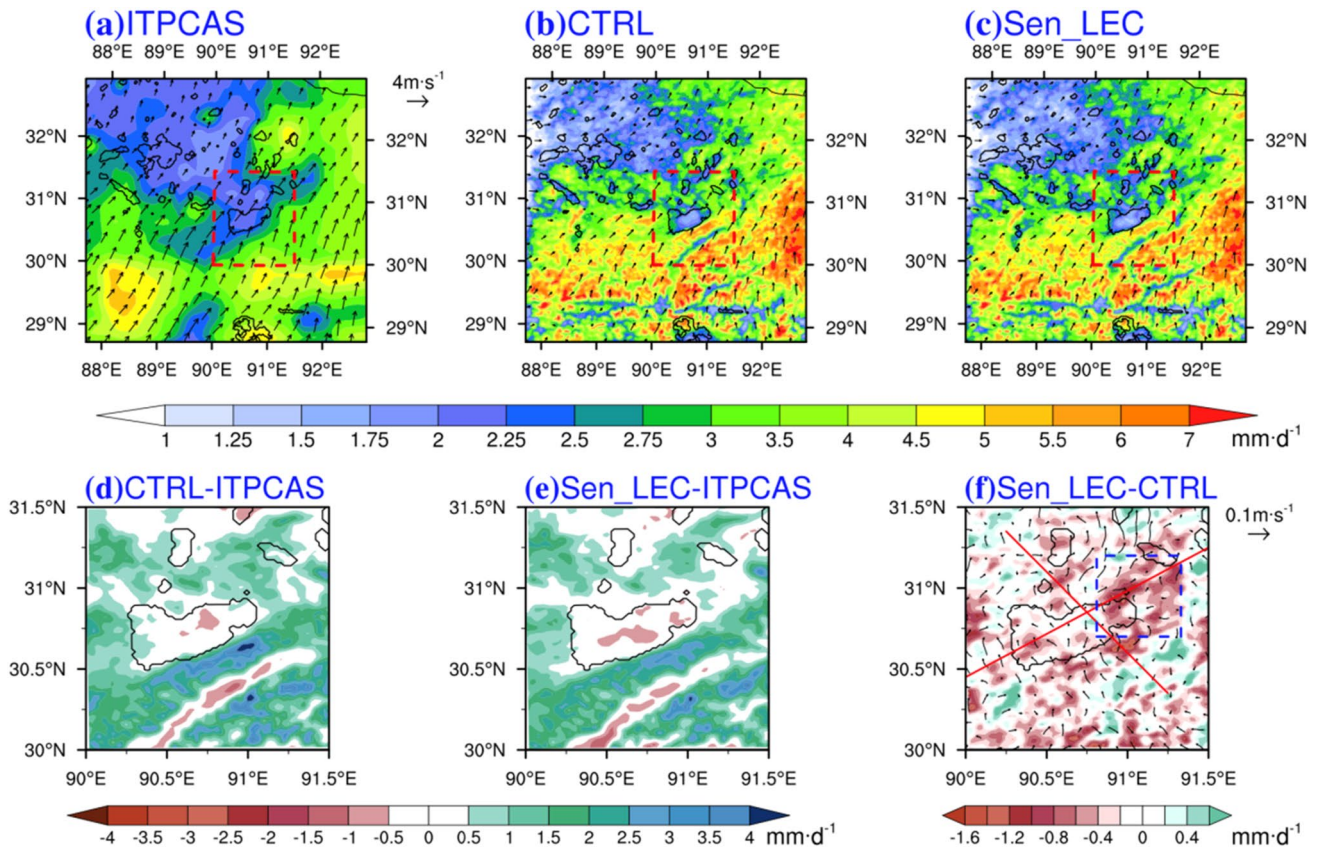 (a)ITPCAS (b)CTRL (c)Sen_LEC
88°E 89°E 90°E 91°E 92°E 88°E 89°E 90°E 91°E 92°E 88°E 89°E 90°E 91°E 92°E
4m·s⁻¹
32°N 32°N 32°N 32°N 32°N 32°N
31°N 31°N 31°N 31°N 31°N 31°N
30°N 30°N 30°N 30°N 30°N 30°N
29°N 29°N 29°N 29°N 29°N 29°N
88°E 89°E 90°E 91°E 92°E 88°E 89°E 90°E 91°E 92°E 88°E 89°E 90°E 91°E 92°E
1 1.25 1.5 1.75 2 2.25 2.5 2.75 3 3.5 4 4.5 5 5.5 6 7 mm·d⁻¹
(d)CTRL-ITPCAS (e)Sen_LEC-ITPCAS (f)Sen_LEC-CTRL
31.5°N 31.5°N 31.5°N 0.1m·s⁻¹
31°N 31°N 31°N
30.5°N 30.5°N 30.5°N
30°N 30°N 30°N
90°E 90.5°E 91°E 91.5°E 90°E 90.5°E 91°E 91.5°E 90°E 90.5°E 91°E 91.5°E
-4 -3.5 -3 -2.5 -2 -1.5 -1 -0.5 0 0.5 1 1.5 2 2.5 3 3.5 4 mm·d⁻¹ -1.6 -1.2 -0.8 -0.4 0 0.4 mm·d⁻¹